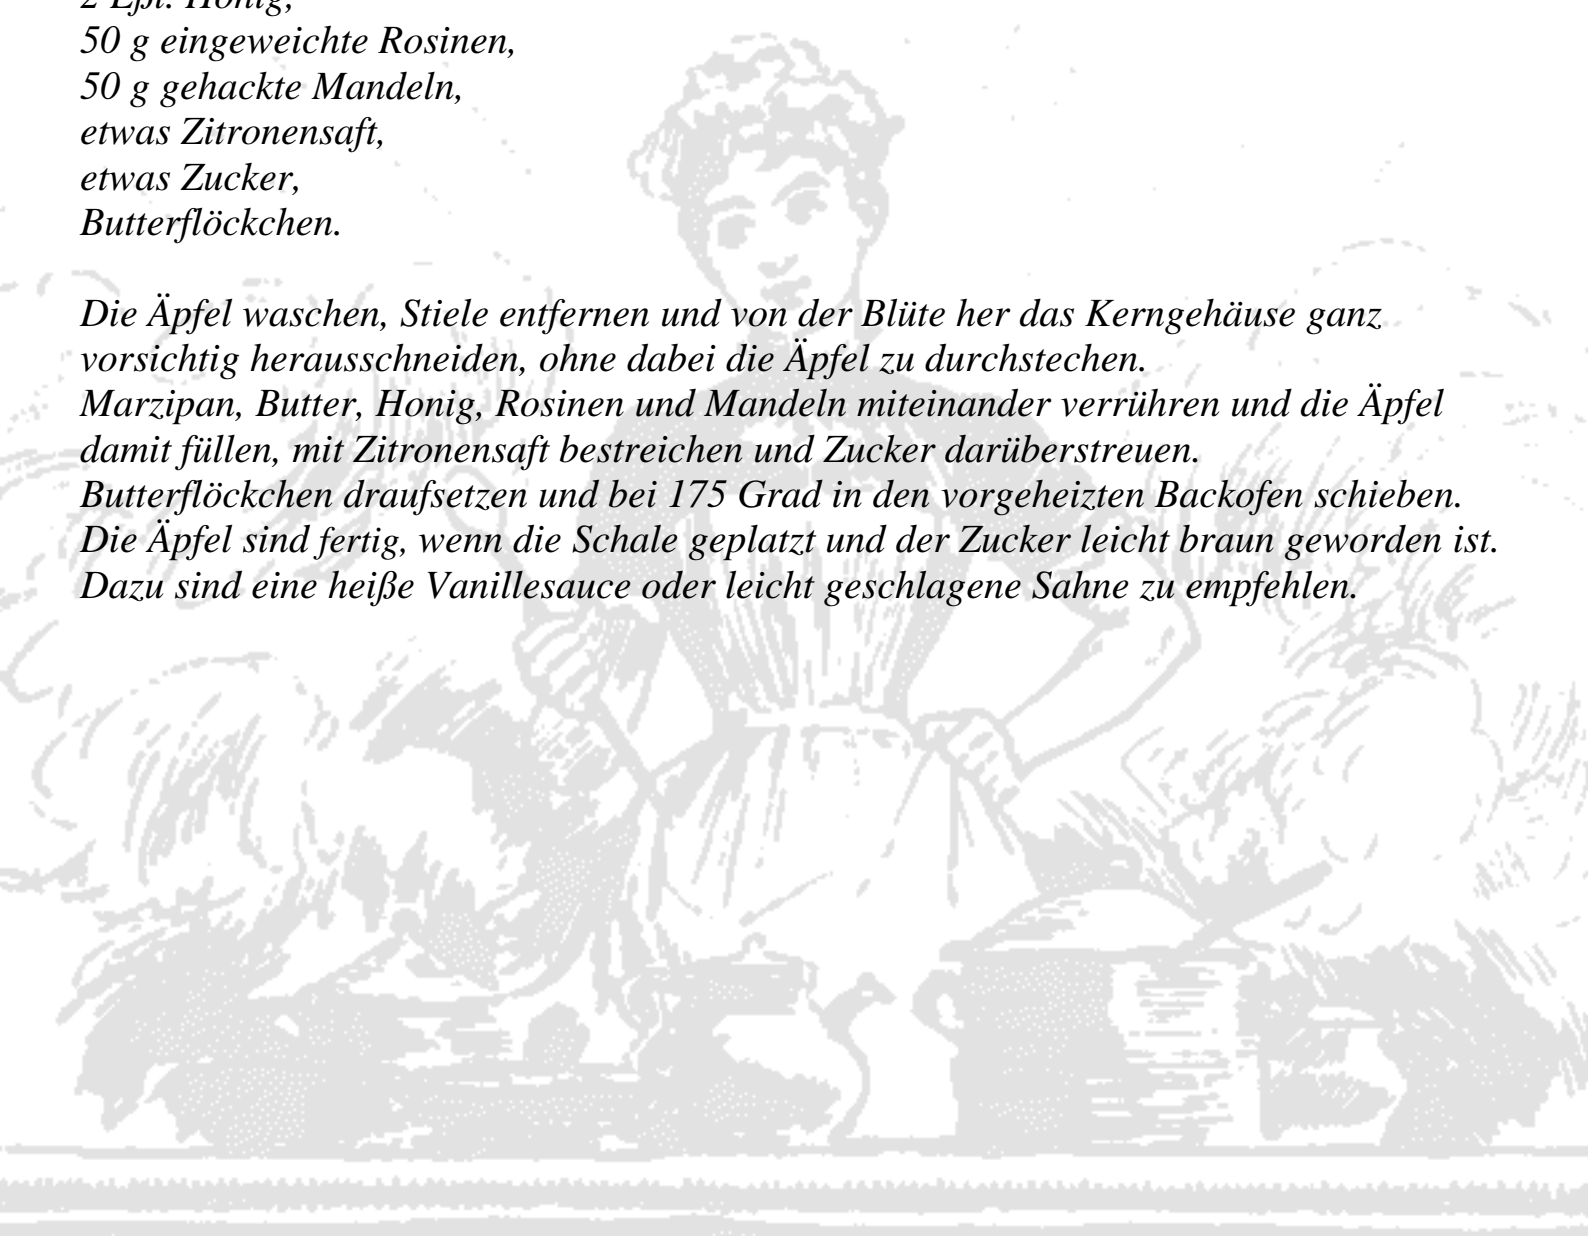 2 Eßl. Honig,
50 g eingeweichte Rosinen,
50 g gehackte Mandeln,
etwas Zitronensaft,
etwas Zucker,
Butterflöckchen.
Die Äpfel waschen, Stiele entfernen und von der Blüte her das Kerngehäuse ganz
vorsichtig herausschneiden, ohne dabei die Äpfel zu durchstechen.
Marzipan, Butter, Honig, Rosinen und Mandeln miteinander verrühren und die Äpfel
damit füllen, mit Zitronensaft bestreichen und Zucker darüberstreuen.
Butterflöckchen draufsetzen und bei 175 Grad in den vorgeheizten Backofen schieben.
Die Äpfel sind fertig, wenn die Schale geplatzt und der Zucker leicht braun geworden ist.
Dazu sind eine heiße Vanillesauce oder leicht geschlagene Sahne zu empfehlen.